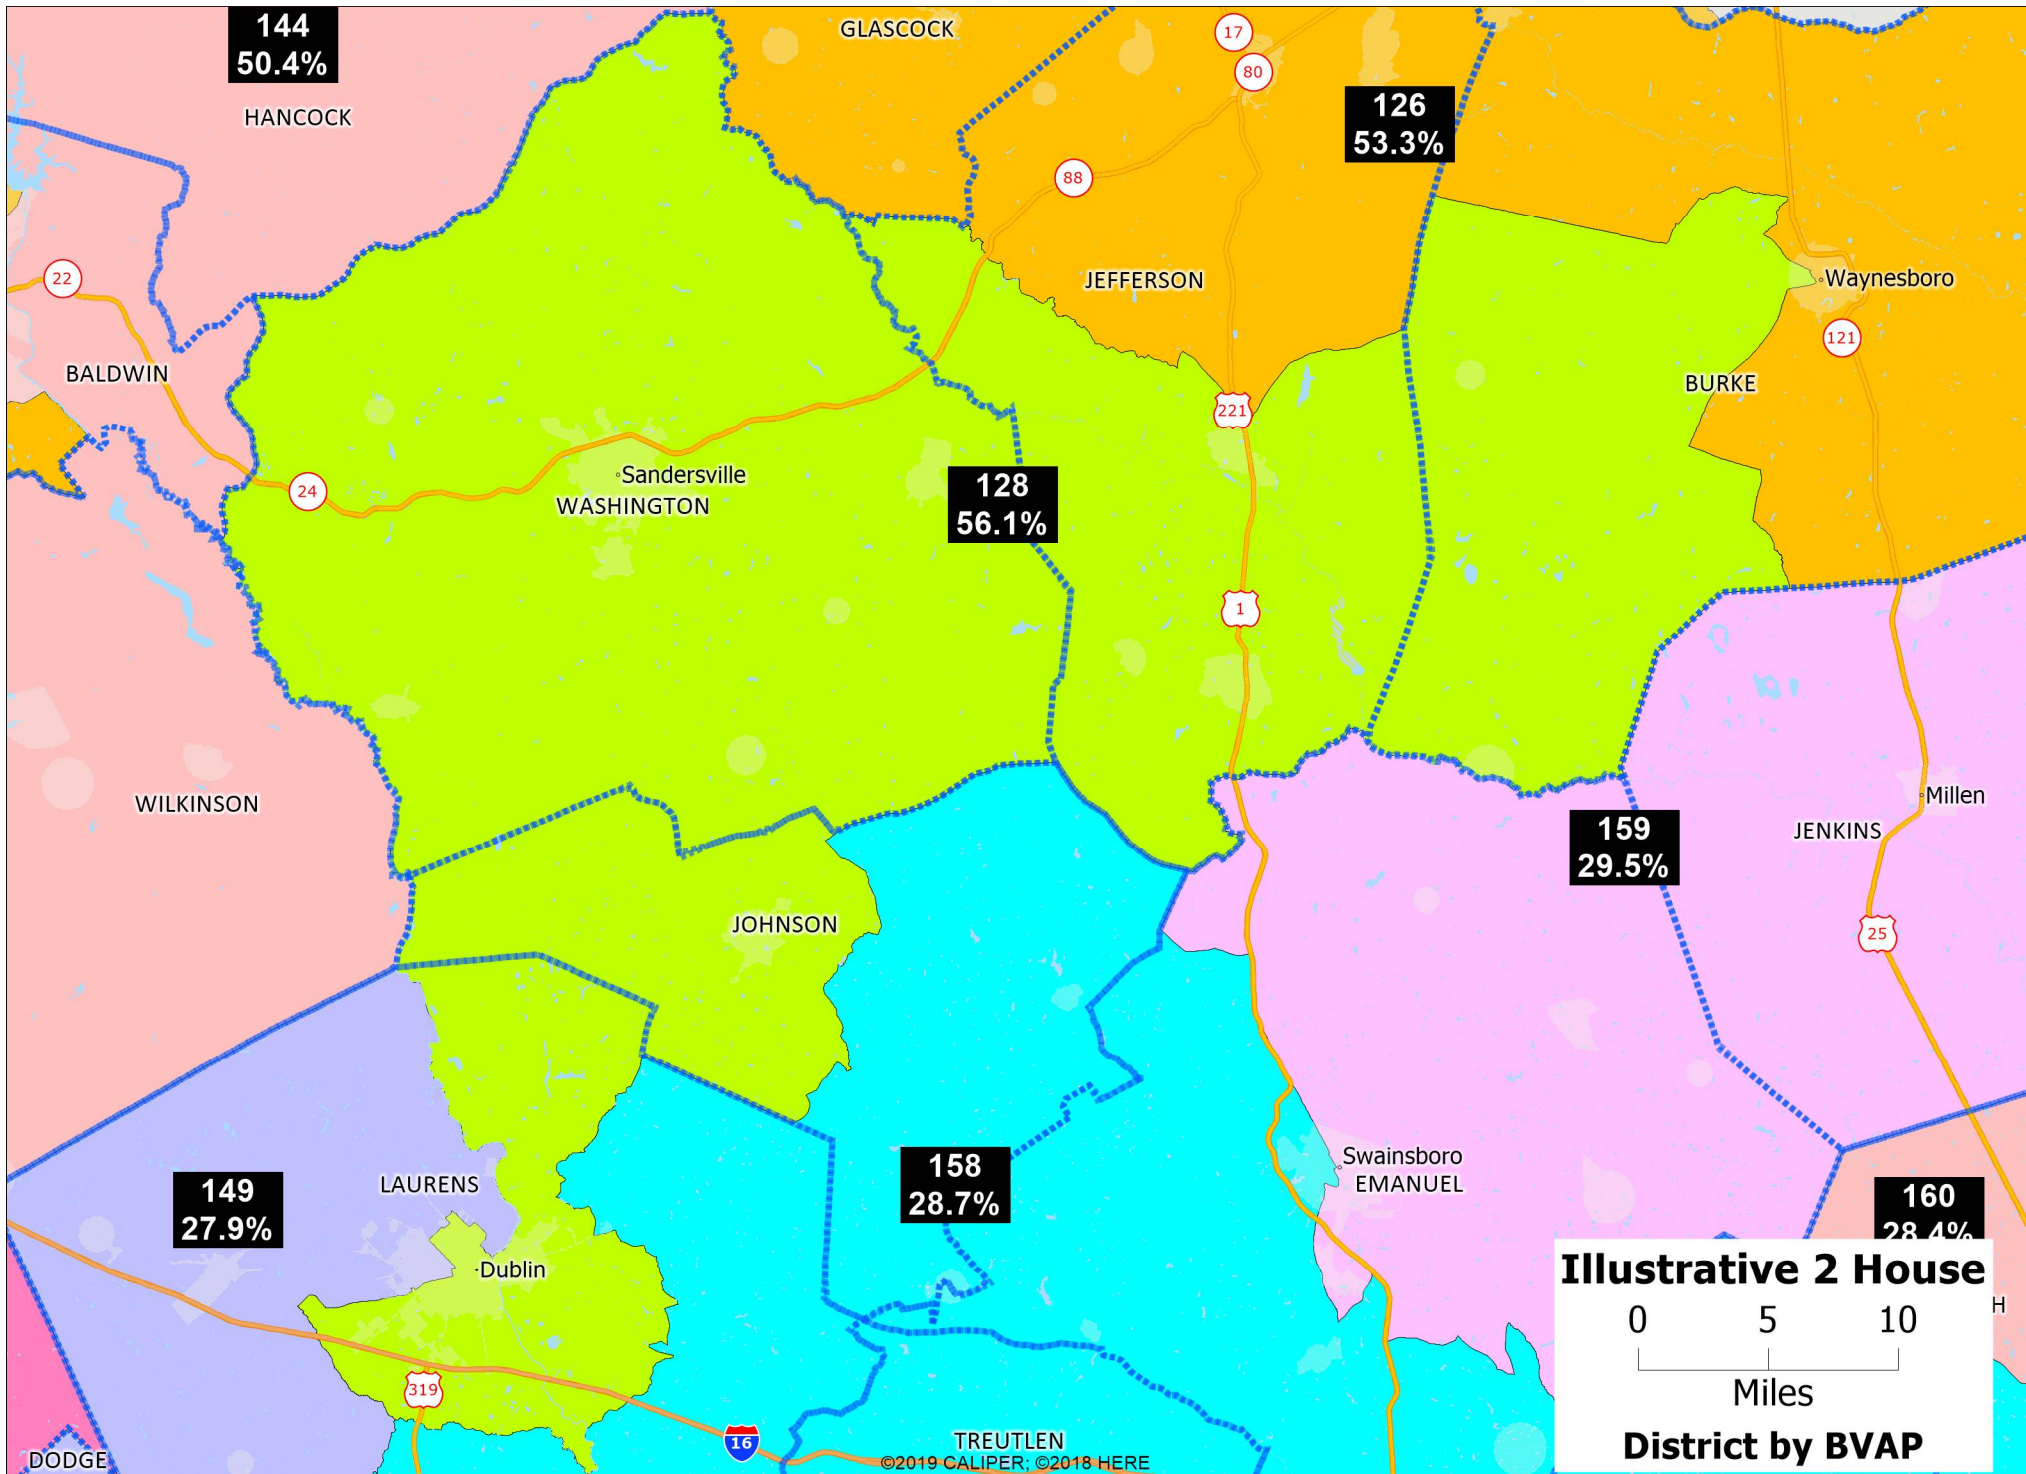 144
50.4%
GLASCOCK
17
80
126
53.3%
HANCOCK
88
22
JEFFERSON
Waynesboro
121
BALDWIN
BURKE
221
Sandersville
24
WASHINGTON
128
56.1%
1
WILKINSON
Millen
159
29.5%
JENKINS
JOHNSON
25
Swainsboro
EMANUEL
158
28.7%
LAURENS
149
27.9%
160
28.4%
Dublin
Illustrative 2 House
H
0 5 10
Miles
319
16
TREUTLEN
District by BVAP
DODGE
©2019 CALIPER; ©2018 HERE